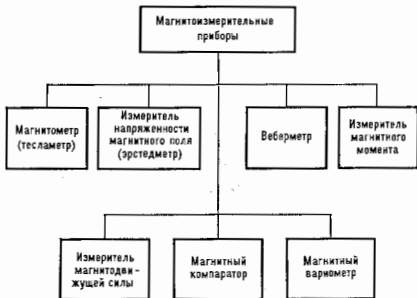 Магнитоизмерительные
приборы
Магнитометр
(тесламетр)
Измеритель
напряженности
магнитного поля
(эрстедметр)
Веберметр
Измеритель
магнитного
момента
Измеритель
магнитодви-
жущей силы
Магнитный
компаратор
Магнитный
вариометр